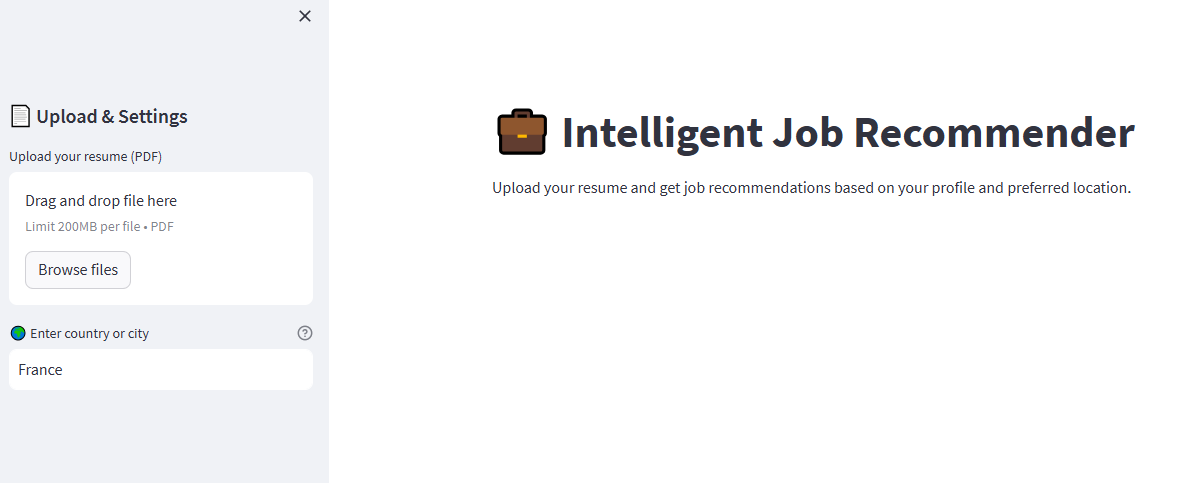 Upload & Settings
Upload your resume (PDF)
Drag and drop file here
Limit 200MB per file • PDF
Browse files
Enter country or city
France
Intelligent Job Recommender
Upload your resume and get job recommendations based on your profile and preferred location.